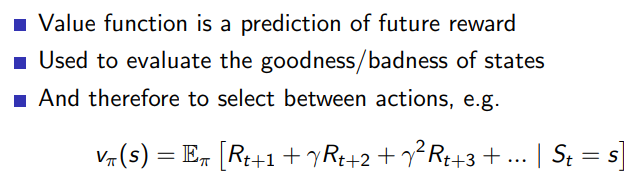 Value function is a prediction of future reward
Used to evaluate the goodness/badness of states
And therefore to select between actions, e.g.
vπ(s) = 𝔼π [Rt+1 + γRt+2 + γ²Rt+3 + ... | St = s]